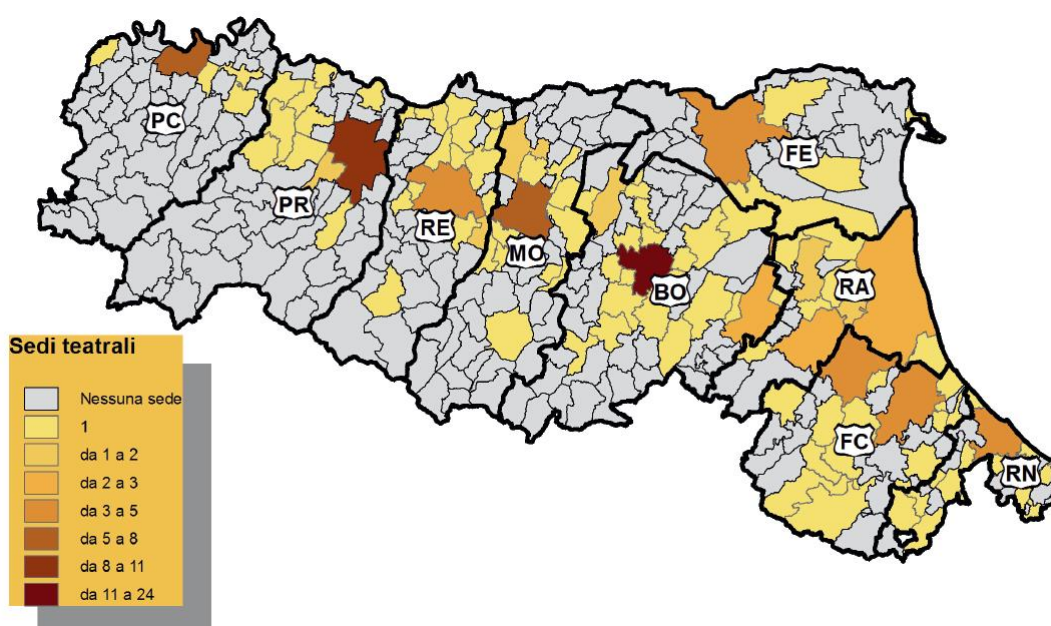 PC
FE
PR
RE
MO
BO
RA
FC
RN
Sedi teatrali
Nessuna sede
1
da 1 a 2
da 2 a 3
da 3 a 5
da 5 a 8
da 8 a 11
da 11 a 24